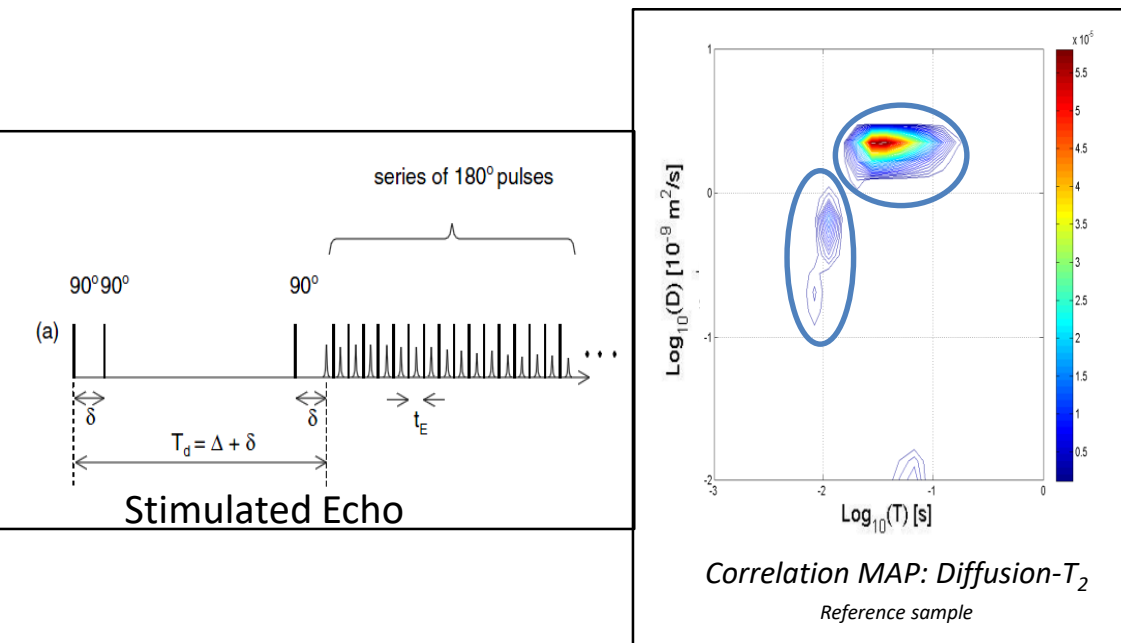 series of 180° pulses
90°90°
90°
(a)
• • •
δ
δ
t_E
T_d = Δ + δ
Stimulated Echo
x 10^-5
1
0
-1
-2
Log10(D) [10^-9 m^2/s]
-3
-2
-1
0
Log10(T) [s]
5.5
5
4.5
4
3.5
3
2.5
2
1.5
1
0.5
Correlation MAP: Diffusion-T2
Reference sample